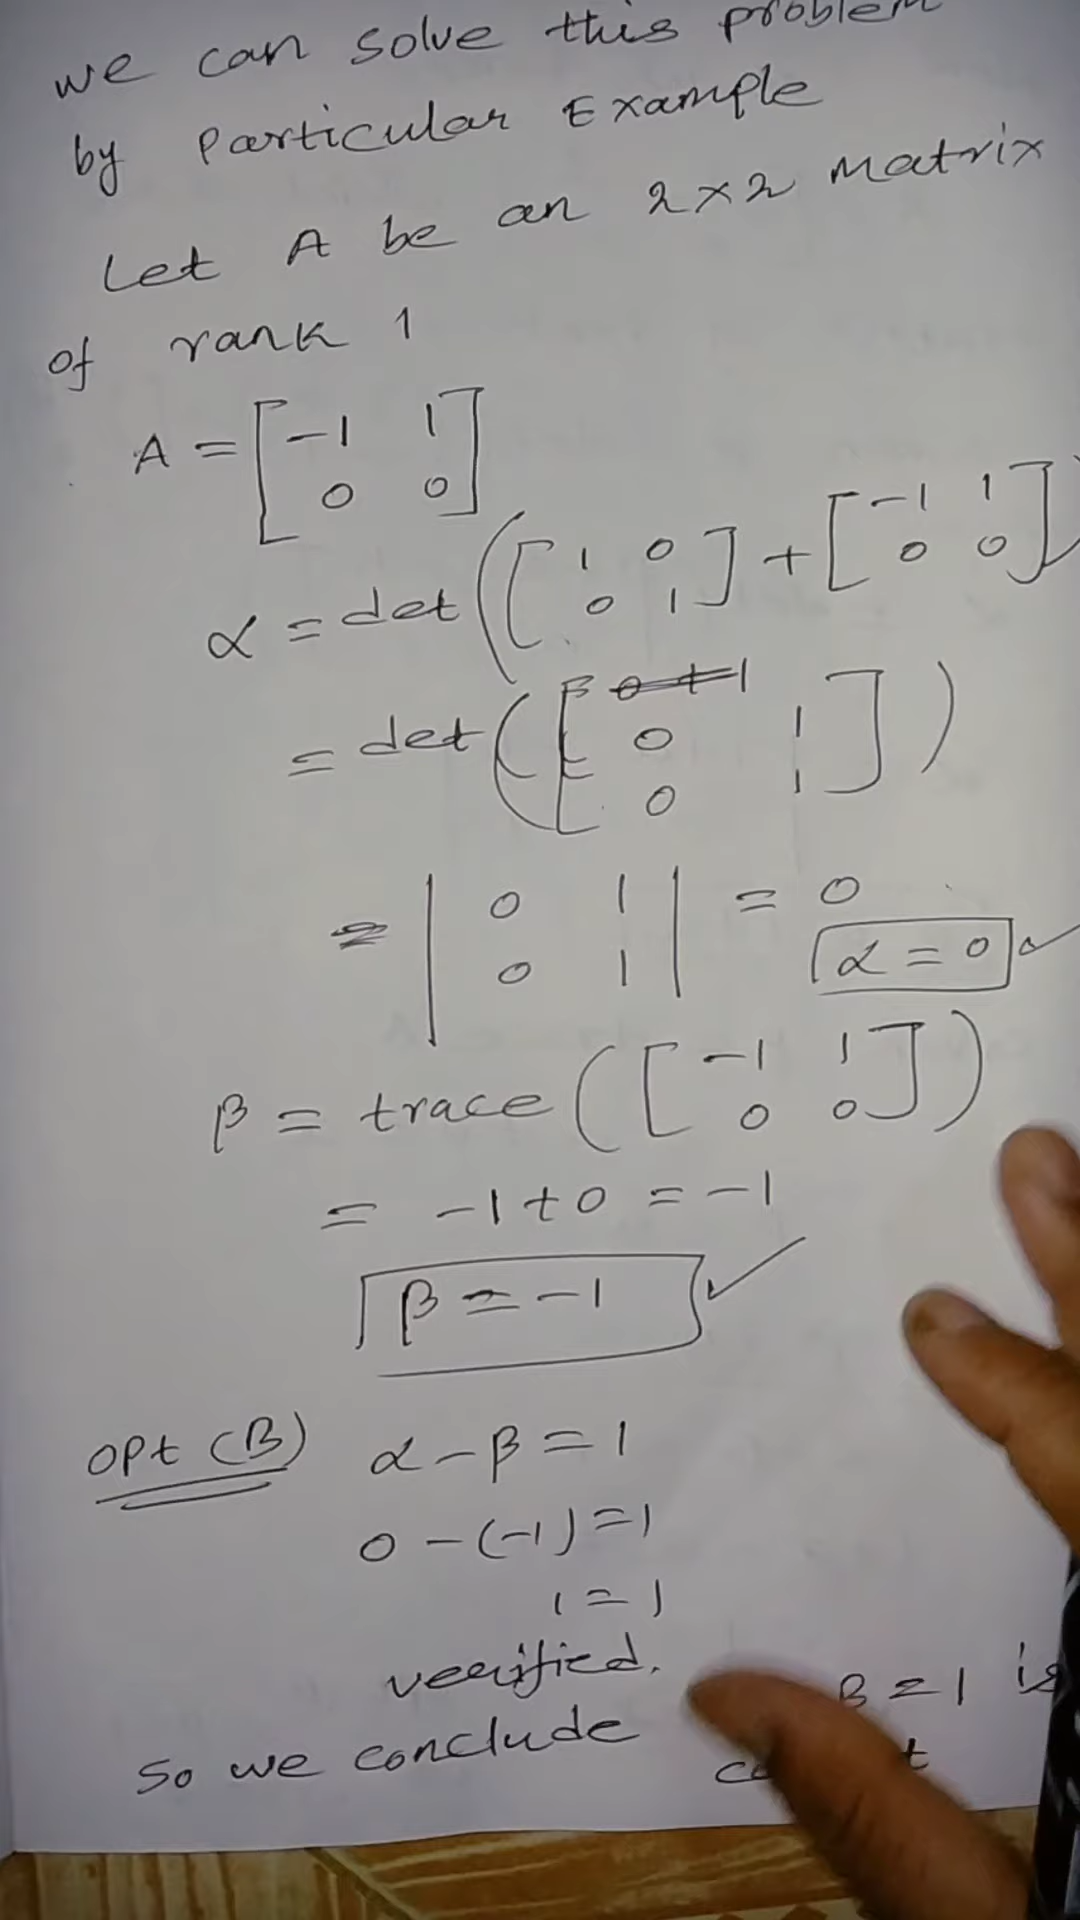 we can solve this problem
by Particular Example
Let A be an 2×2 Matrix
of rank 1
A = [-1 1
0 0]
α = det([1 0
0 1] + [-1 1
0 0])
= det([0 1
0 1])
= |0 1
0 1| = 0
α = 0 ✓
β = trace([-1 1
0 0])
= -1 + 0 = -1
β = -1 ✓
OPt (B) α - β = 1
0 - (-1) = 1
1 = 1
verified.
So we conclude β = 1 is